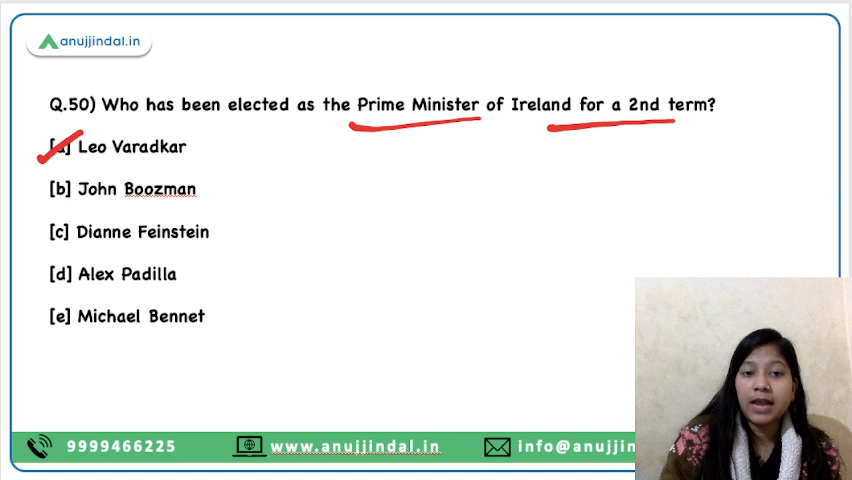 anujjindal.in
Q.50) Who has been elected as the Prime Minister of Ireland for a 2nd term?
[a] Leo Varadkar
[b] John Boozman
[c] Dianne Feinstein
[d] Alex Padilla
[e] Michael Bennet
9999466225 www.anujjindal.in info@anujjin